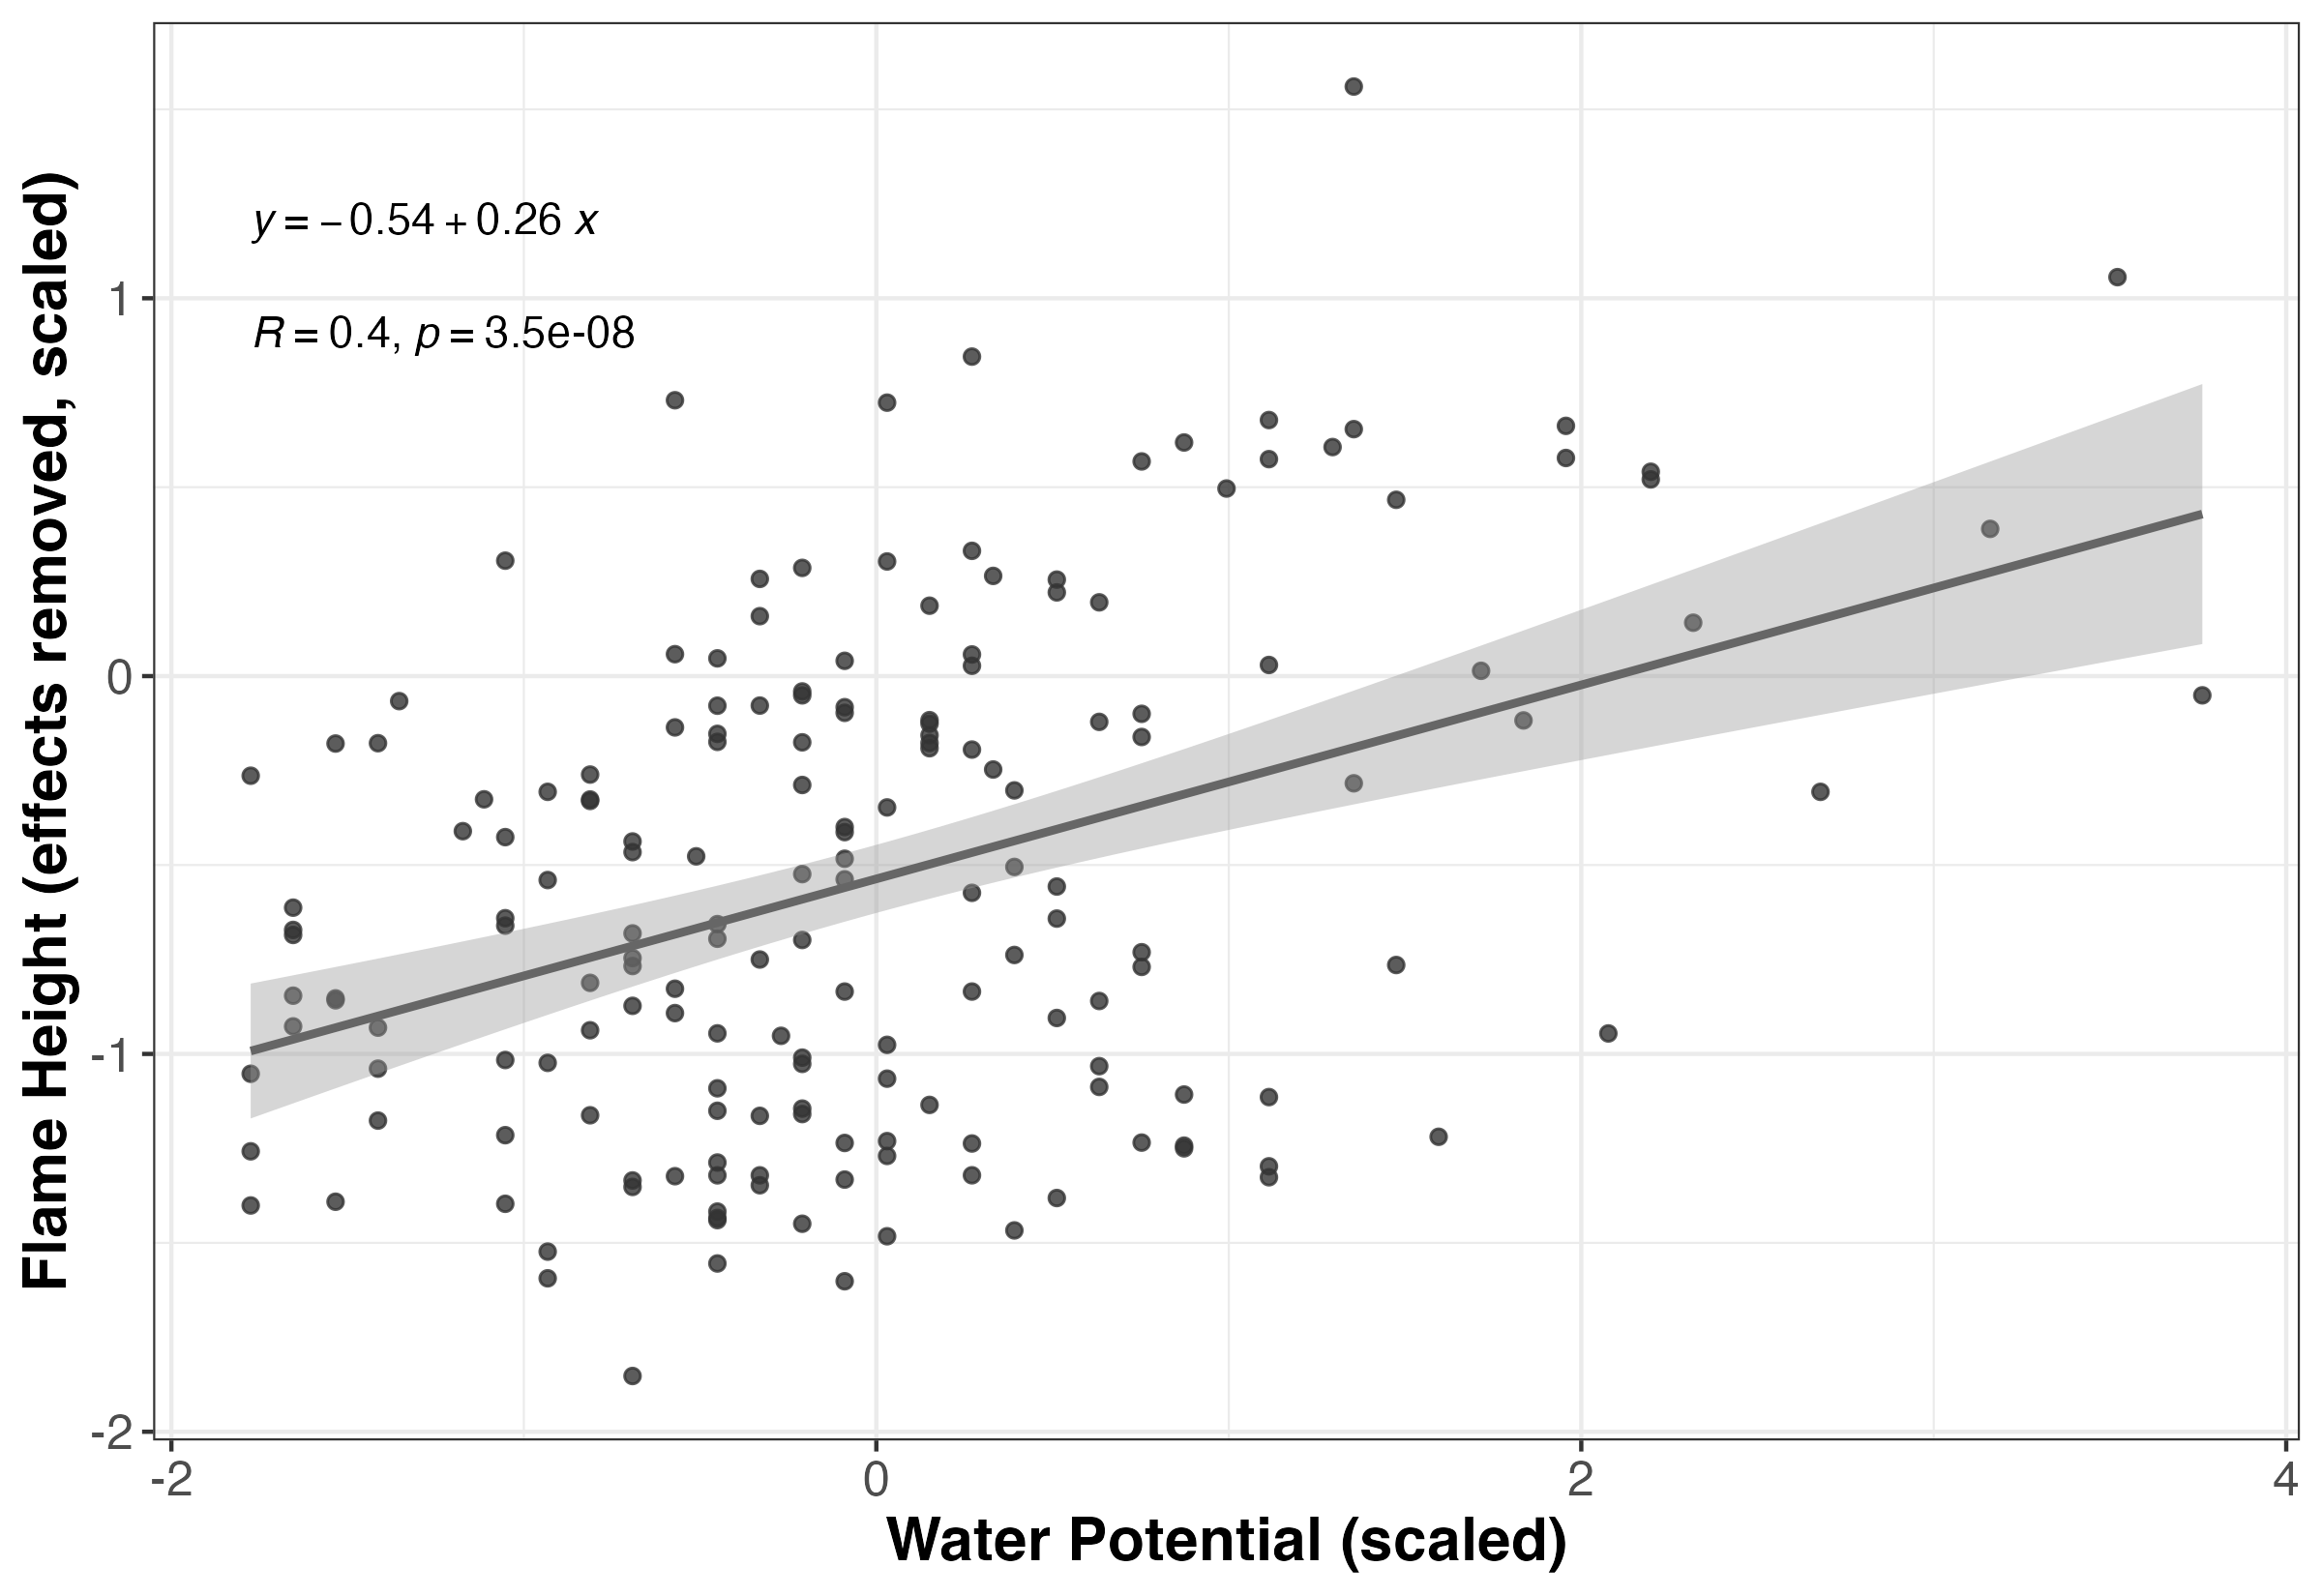 y = − 0.54 + 0.26 x
R = 0.4, p = 3.5e-08
Flame Height (effects removed, scaled)
1
0
-1
-2
-2 0 2 4
Water Potential (scaled)